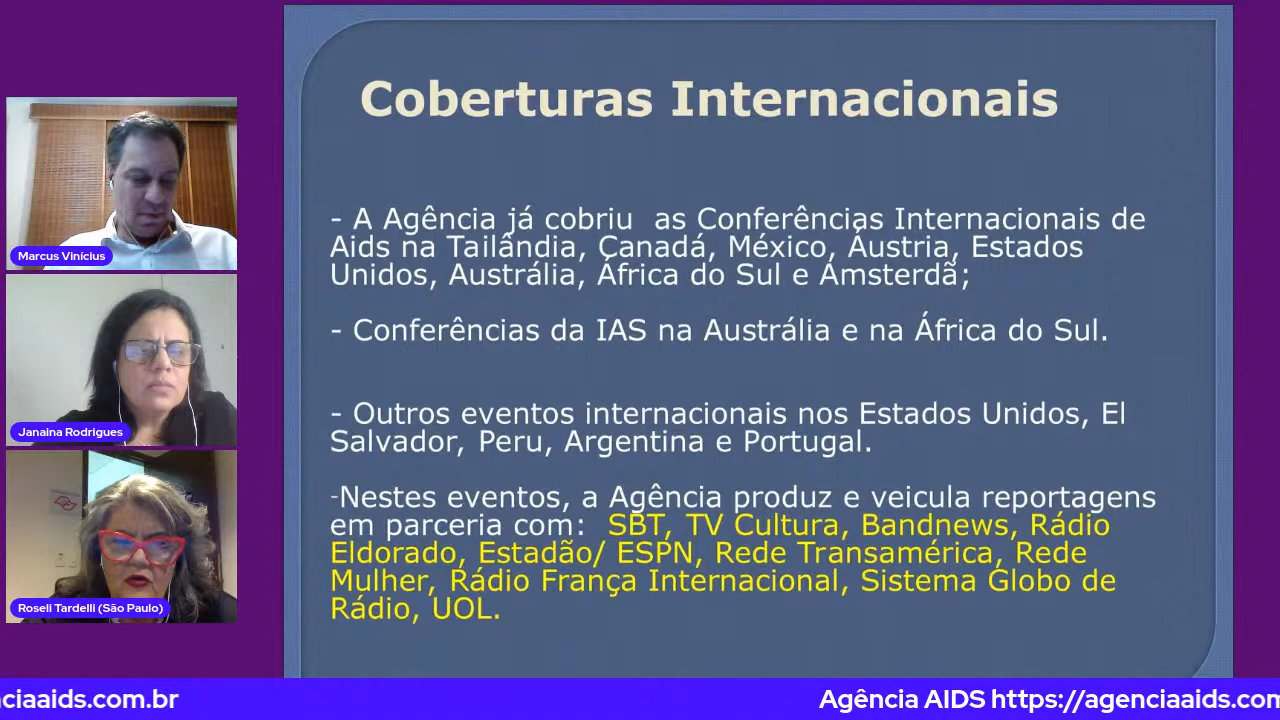 Coberturas Internacionais
- A Agência já cobriu as Conferências Internacionais de
Aids na Tailândia, Canadá, México, Áustria, Estados
Unidos, Austrália, África do Sul e Amsterdã;
- Conferências da IAS na Austrália e na África do Sul.
- Outros eventos internacionais nos Estados Unidos, El
Salvador, Peru, Argentina e Portugal.
-Nestes eventos, a Agência produz e veicula reportagens
em parceria com: SBT, TV Cultura, Bandnews, Rádio
Eldorado, Estadão/ ESPN, Rede Transamérica, Rede
Mulher, Rádio França Internacional, Sistema Globo de
Rádio, UOL.
Marcus Vinícius
Janaina Rodrigues
Roseli Tardelli (São Paulo)
nciaaids.com.br
Agência AIDS https://agenciaaids.com